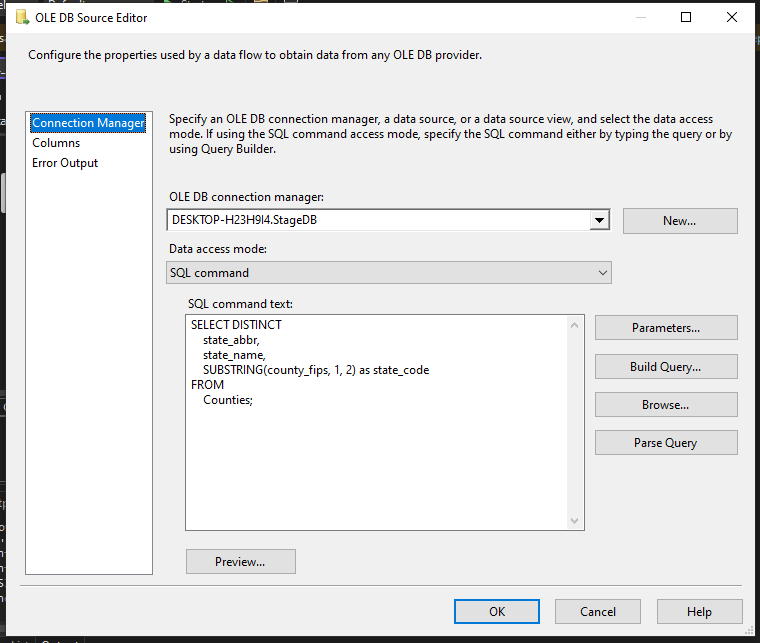 OLE DB Source Editor
Configure the properties used by a data flow to obtain data from any OLE DB provider.
Connection Manager
Columns
Error Output
Specify an OLE DB connection manager, a data source, or a data source view, and select the data access
mode. If using the SQL command access mode, specify the SQL command either by typing the query or by
using Query Builder.
OLE DB connection manager:
DESKTOP-H23H9I4.StageDB
New...
Data access mode:
SQL command
SQL command text:
SELECT DISTINCT
state_abbr,
state_name,
SUBSTRING(county_fips, 1, 2) as state_code
FROM
Counties;
Parameters...
Build Query...
Browse...
Parse Query
Preview...
OK
Cancel
Help